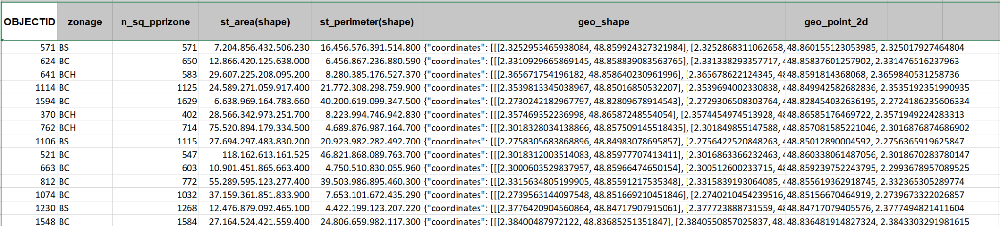 OBJECTID zonage n_sq_pprizone st_area(shape) st_perimeter(shape) geo_shape geo_point_2d
571 BS 571 7.204.856.432.506.230 16.456.576.391.514.800 {"coordinates": [[[2.3252953465938084, 48.859924327321984], [2.3252868311062658, 48.860155123053985, 2.325017927464804
624 BC 650 12.866.420.125.638.000 6.456.867.236.880.590 {"coordinates": [[[2.3310929665869145, 48.858839083563765], [2.331338293357717, 4 48.85837601257902, 2.331476516237963
641 BCH 583 29.607.225.208.095.200 8.280.385.176.527.370 {"coordinates": [[[2.365671754196182, 48.858640230961996], [2.365678622124345, 48 48.8591814368068, 2.3659840531258736
1114 BC 1125 24.589.271.059.917.400 21.772.308.298.759.900 {"coordinates": [[[2.3539813345038967, 48.85016850532207], [2.3539694002330838, 4 48.849942582682836, 2.3535192351990935
1594 BC 1629 6.638.969.164.783.660 40.200.619.099.347.500 {"coordinates": [[[2.2730242182967797, 48.82809678914543], [2.2729306508303764, 4 48.828454032636195, 2.2724186235606334
370 BCH 402 28.566.342.973.251.700 8.223.994.746.942.830 {"coordinates": [[[2.357469352236998, 48.86587248554054], [2.3574454974513928, 48 48.86585176469722, 2.3571949224283313
762 BCH 714 75.520.894.179.334.500 4.689.876.987.164.700 {"coordinates": [[[2.3018328034138866, 48.857509145518435], [2.301849855147588, 4 48.857081585221046, 2.3016876874686902
1106 BS 1115 27.694.297.483.830.200 20.923.982.282.492.700 {"coordinates": [[[2.2758305683868896, 48.84983078695857], [2.2756422520848263, 4 48.85012890004592, 2.2756365919625847
521 BC 547 118.162.613.161.525 46.821.868.089.763.700 {"coordinates": [[[2.3018312003514083, 48.85977707413411], [2.3016863366232463, 4 48.860338061487056, 2.3018670283780147
663 BC 603 10.901.451.865.663.400 4.750.510.830.055.960 {"coordinates": [[[2.3000603529837957, 48.85966474650154], [2.300512600233715, 48 48.859239752243795, 2.2993678957089525
812 BC 772 55.289.595.123.277.400 39.503.986.895.460.300 {"coordinates": [[[2.3315634805199905, 48.85591217535348], [2.3315839193064085, 4 48.855619362918745, 2.332365305289774
1074 BC 1032 37.159.361.851.833.900 7.653.101.672.435.290 {"coordinates": [[[2.2739563144097548, 48.851669210451846], [2.2740210454239516, 48.85156670464919, 2.2739673322026857
1230 BS 1268 12.476.879.092.465.100 4.422.199.123.207.220 {"coordinates": [[[2.3776420904560864, 48.84717907915061], [2.377723888731559, 48 48.84717079405576, 2.3777494821411604
1548 BC 1584 27.164.524.421.559.400 24.806.659.982.117.300 {"coordinates": [[[2.38400487972122, 48.83685251351847], [2.3840550857025837, 48. 48.836481914827324, 2.3843303291981615